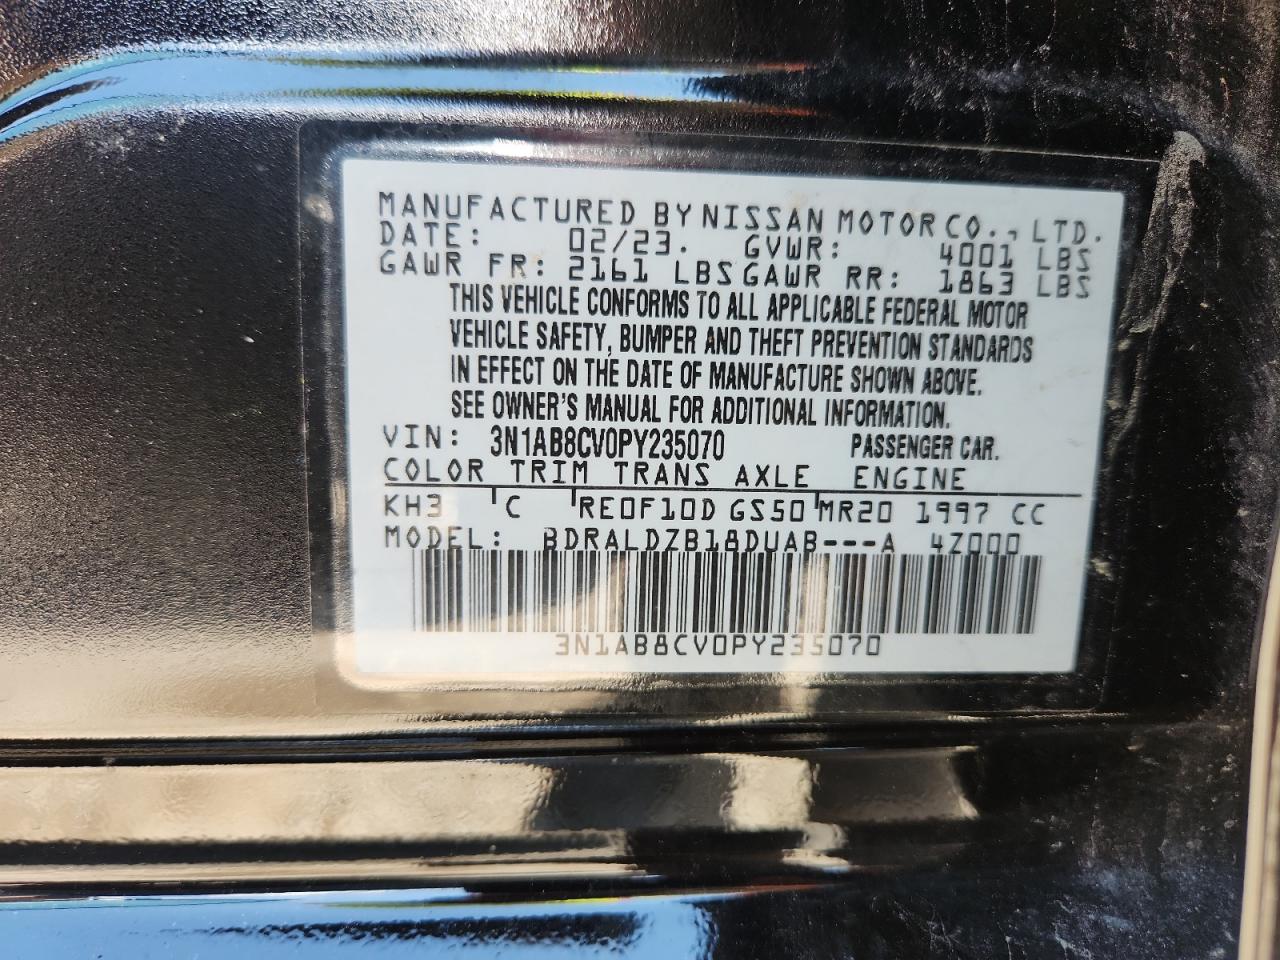 MANUFACTURED BY NISSAN MOTOR CO., LTD.
DATE: 02/23. GVWR: 4001 LBS
GAWR FR: 2161 LBS GAWR RR: 1863 LBS
THIS VEHICLE CONFORMS TO ALL APPLICABLE FEDERAL MOTOR
VEHICLE SAFETY, BUMPER AND THEFT PREVENTION STANDARDS
IN EFFECT ON THE DATE OF MANUFACTURE SHOWN ABOVE.
SEE OWNER'S MANUAL FOR ADDITIONAL INFORMATION.
VIN: 3N1AB8CV0PY235070 PASSENGER CAR.
COLOR TRIM TRANS AXLE ENGINE
KH3 C RE0F10D GS50 MR20 1997 CC
MODEL: BDRALDZB18DUAB---A 4Z000
3N1AB8CV0PY235070